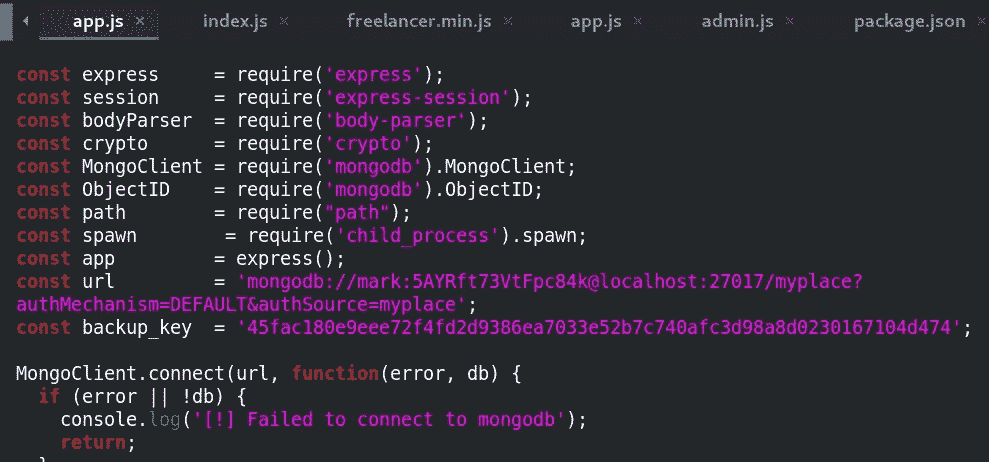 app.js × index.js × freelancer.min.js × app.js × admin.js × package.json ×
const express     = require('express');
const session     = require('express-session');
const bodyParser  = require('body-parser');
const crypto      = require('crypto');
const MongoClient = require('mongodb').MongoClient;
const ObjectID    = require('mongodb').ObjectID;
const path        = require("path");
const spawn        = require('child_process').spawn;
const app         = express();
const url         = 'mongodb://mark:5AYRft73VtFpc84k@localhost:27017/myplace?
authMechanism=DEFAULT&authSource=myplace';
const backup_key  = '45fac180e9eee72f4fd2d9386ea7033e52b7c740afc3d98a8d0230167104d474';
MongoClient.connect(url, function(error, db) {
  if (error || !db) {
    console.log('[!] Failed to connect to mongodb');
    return;
  }